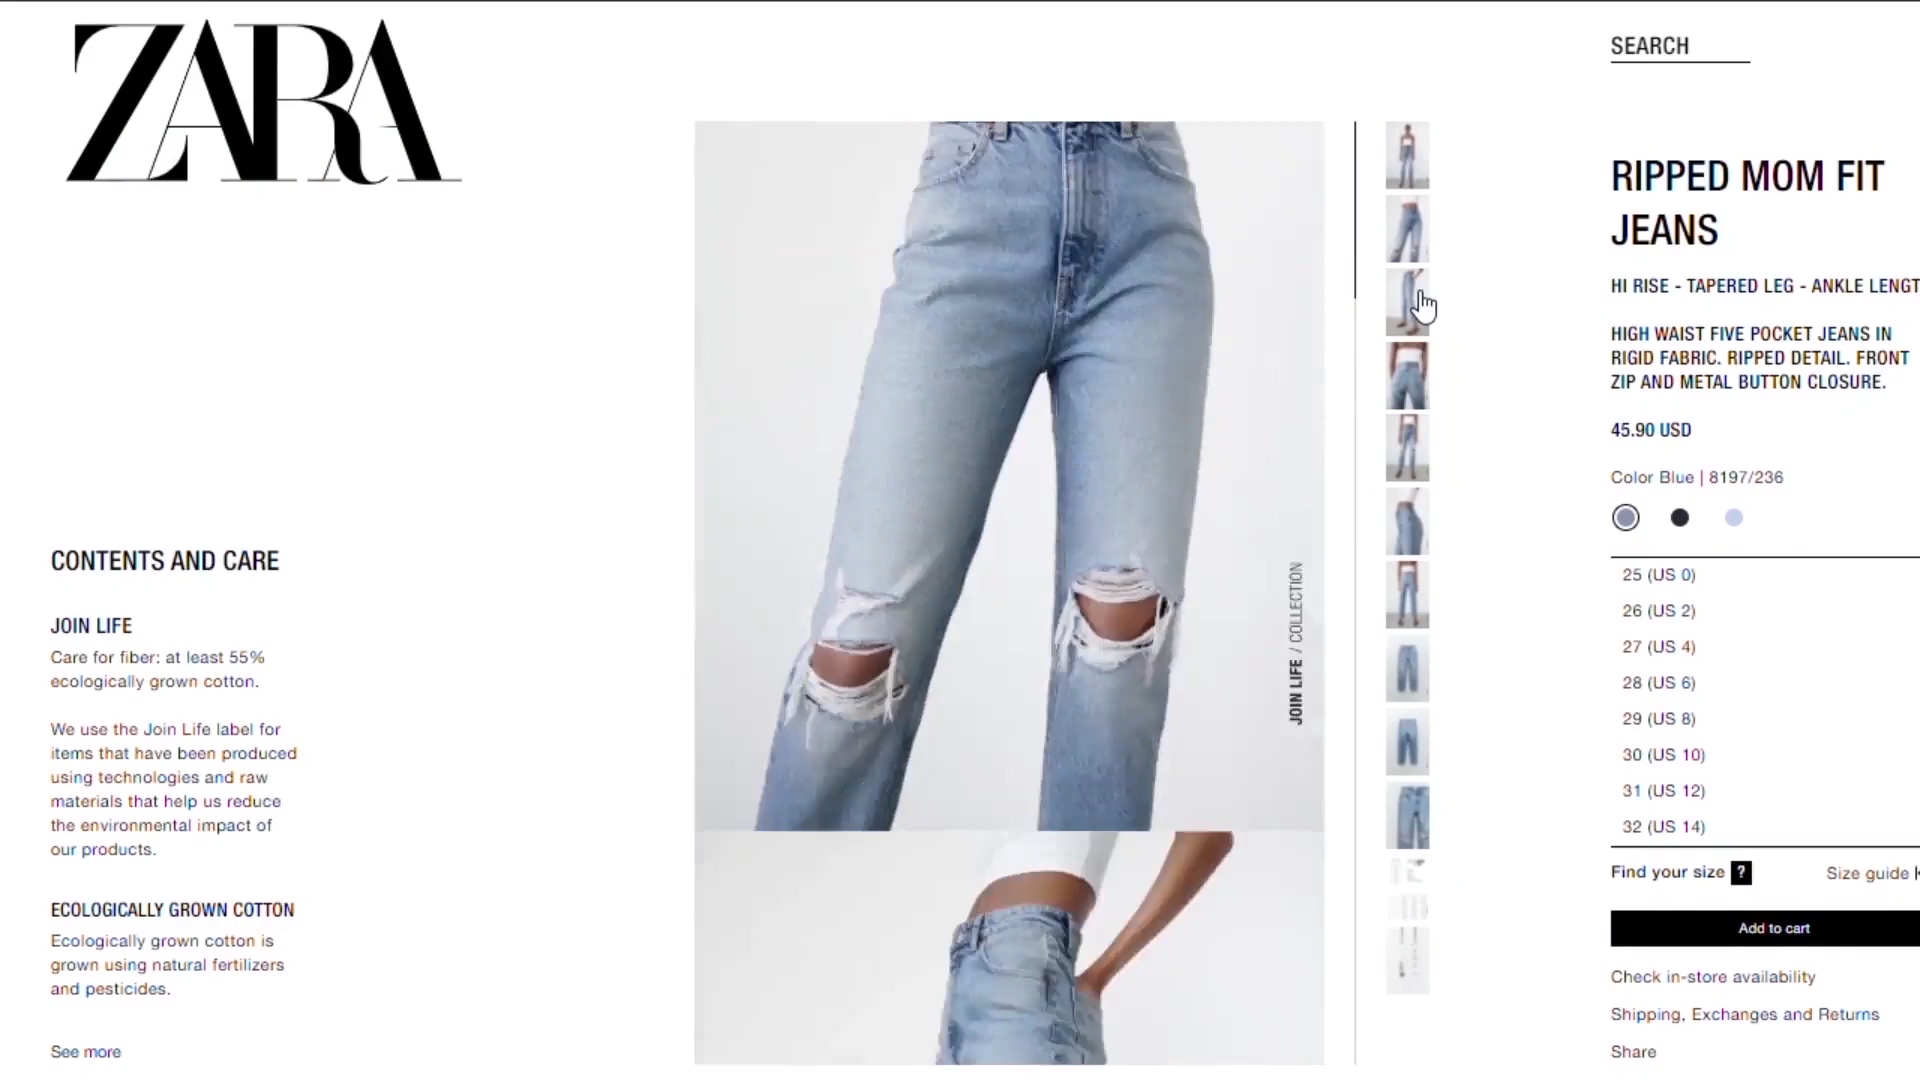 ZARA
SEARCH
RIPPED MOM FIT
JEANS
HI RISE - TAPERED LEG - ANKLE LENGT
HIGH WAIST FIVE POCKET JEANS IN
RIGID FABRIC. RIPPED DETAIL. FRONT
ZIP AND METAL BUTTON CLOSURE.
45.90 USD
Color Blue | 8197/236
25 (US 0)
26 (US 2)
27 (US 4)
28 (US 6)
29 (US 8)
30 (US 10)
31 (US 12)
32 (US 14)
Find your size ?
Size guide
Add to cart
Check in-store availability
Shipping, Exchanges and Returns
Share
JOIN LIFE / COLLECTION
CONTENTS AND CARE
JOIN LIFE
Care for fiber: at least 55%
ecologically grown cotton.
We use the Join Life label for
items that have been produced
using technologies and raw
materials that help us reduce
the environmental impact of
our products.
ECOLOGICALLY GROWN COTTON
Ecologically grown cotton is
grown using natural fertilizers
and pesticides.
See more